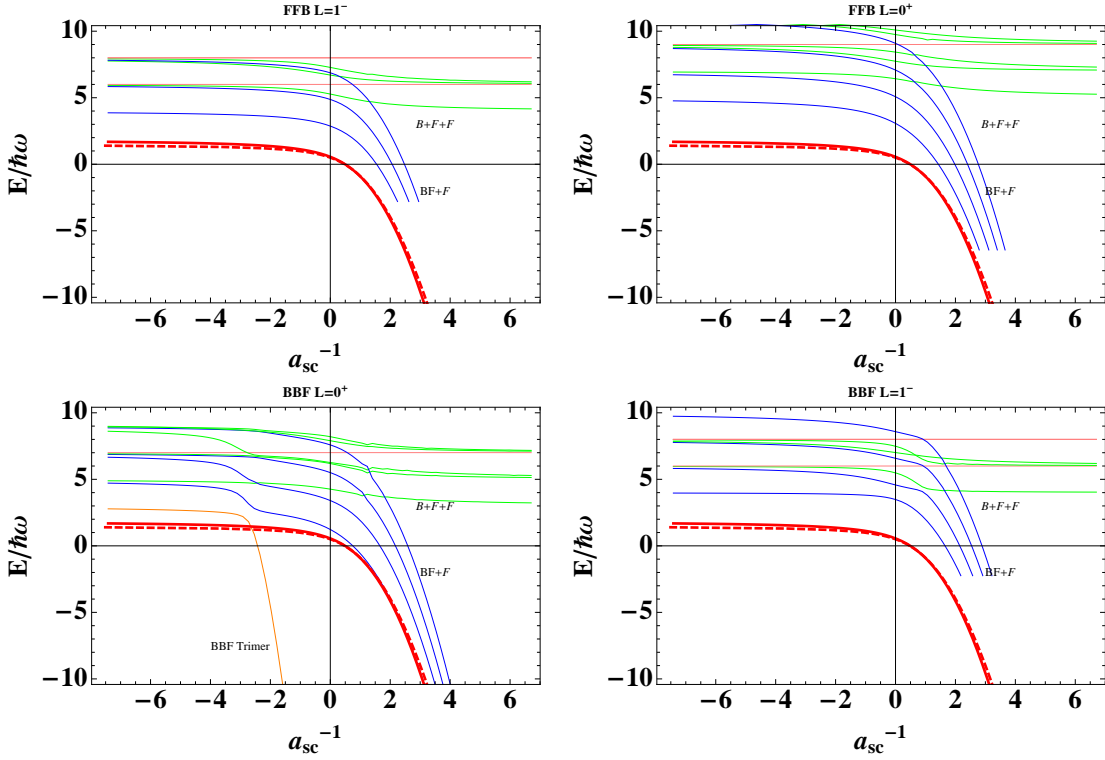 FFB L=1⁻
10
5
0
−5
−10
E/ħω
B+F+F
BF+F
−6 −4 −2 0 2 4 6
a_sc⁻¹
FFB L=0⁺
10
5
0
−5
−10
E/ħω
B+F+F
BF+F
−6 −4 −2 0 2 4 6
a_sc⁻¹
BBF L=0⁺
10
5
0
−5
−10
E/ħω
B+F+F
BF+F
BBF Trimer
−6 −4 −2 0 2 4 6
a_sc⁻¹
BBF L=1⁻
10
5
0
−5
−10
E/ħω
B+F+F
BF+F
−6 −4 −2 0 2 4 6
a_sc⁻¹